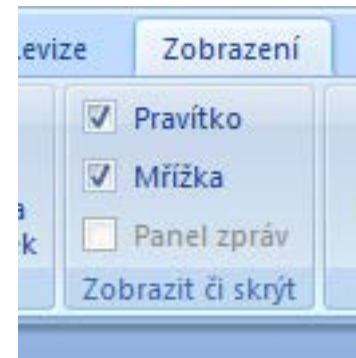 evize Zobrazení
Pravítko
Mřížka
a
k Panel zpráv
Zobrazit či skrýt